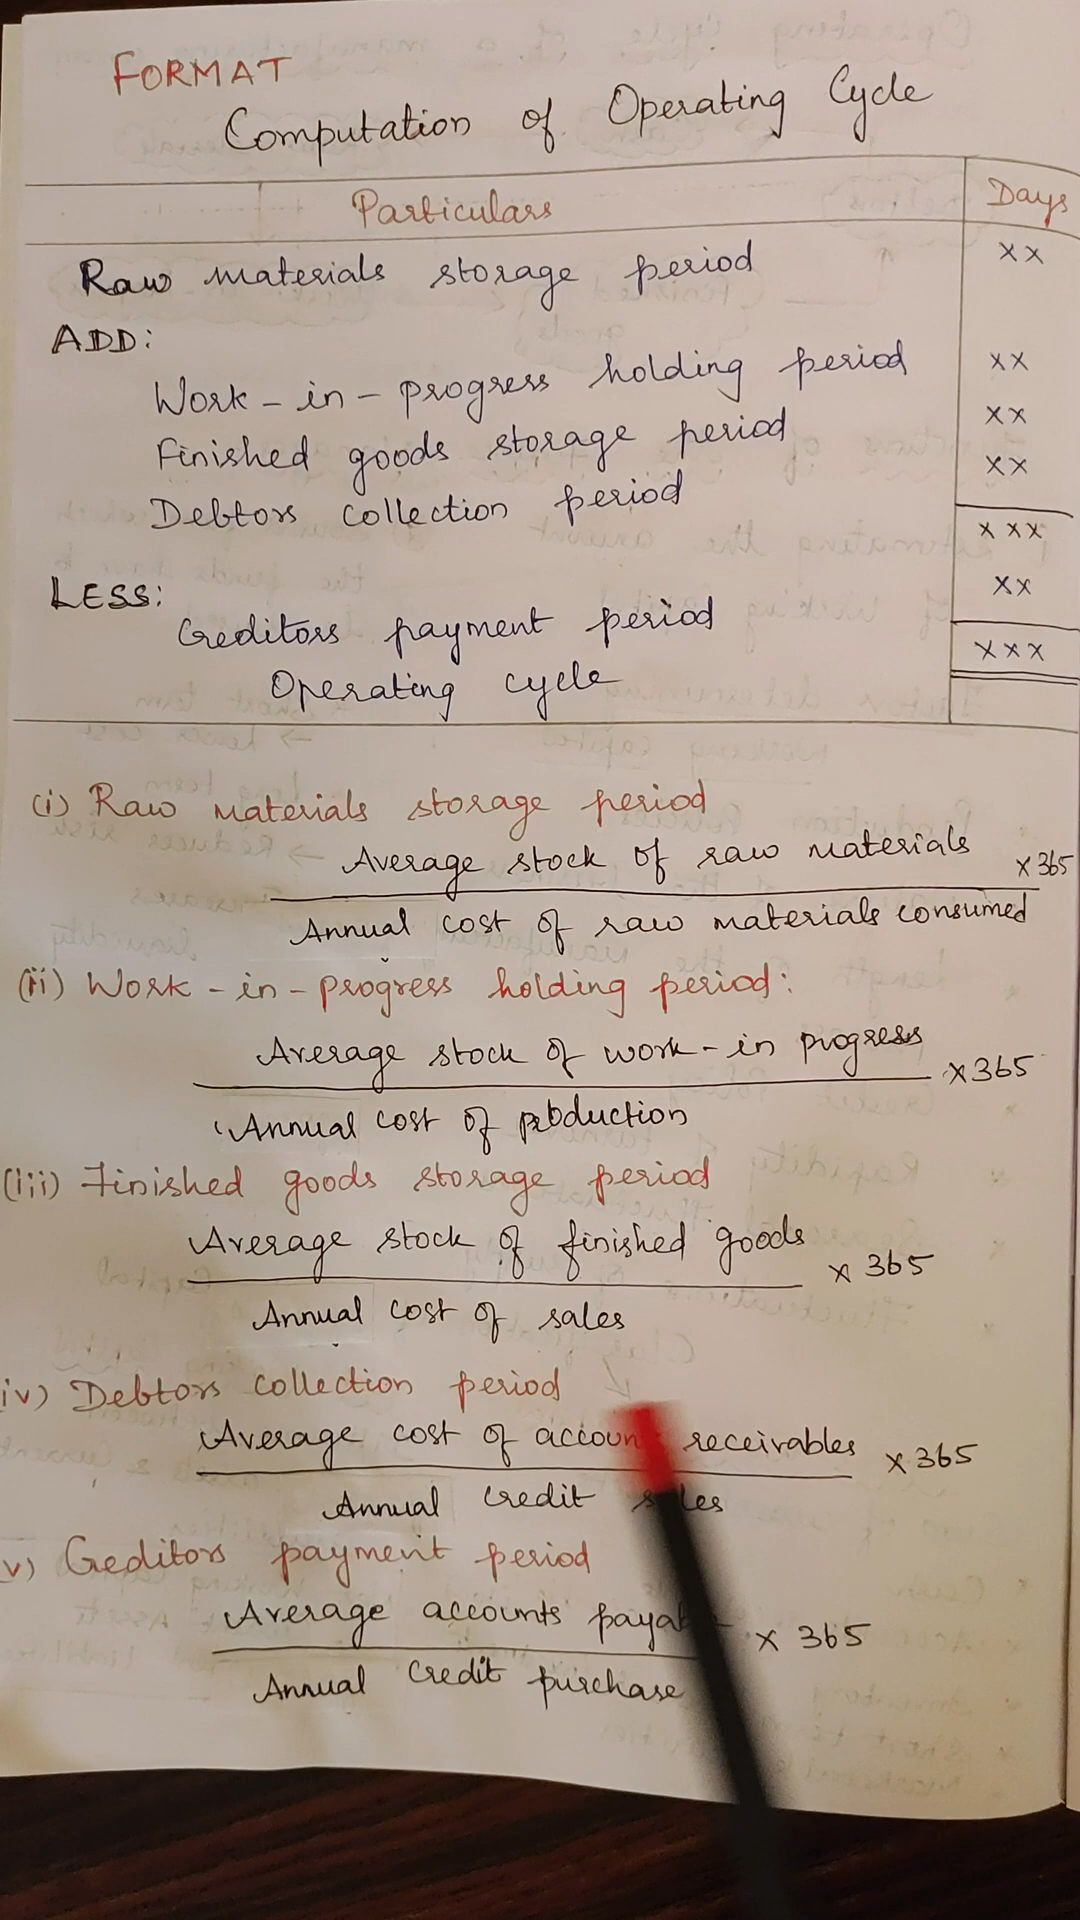 FORMAT
Computation of Operating Cycle
Particulars Days
Raw materials storage period xx
ADD:
Work-in-progress holding period xx
Finished goods storage period xx
Debtors collection period xx
xxx
LESS:
Creditors payment period xx
Operating cycle xxx
(i) Raw materials storage period
Average stock of raw materials x365
Annual cost of raw materials consumed
(ii) Work-in-progress holding period:
Average stock of work-in progress x365
Annual cost of production
(iii) Finished goods storage period
Average stock of finished goods x 365
Annual cost of sales
iv) Debtors collection period
Average cost of account receivables x365
Annual credit sales
v) Creditors payment period
Average accounts x 365
Annual credit purchase